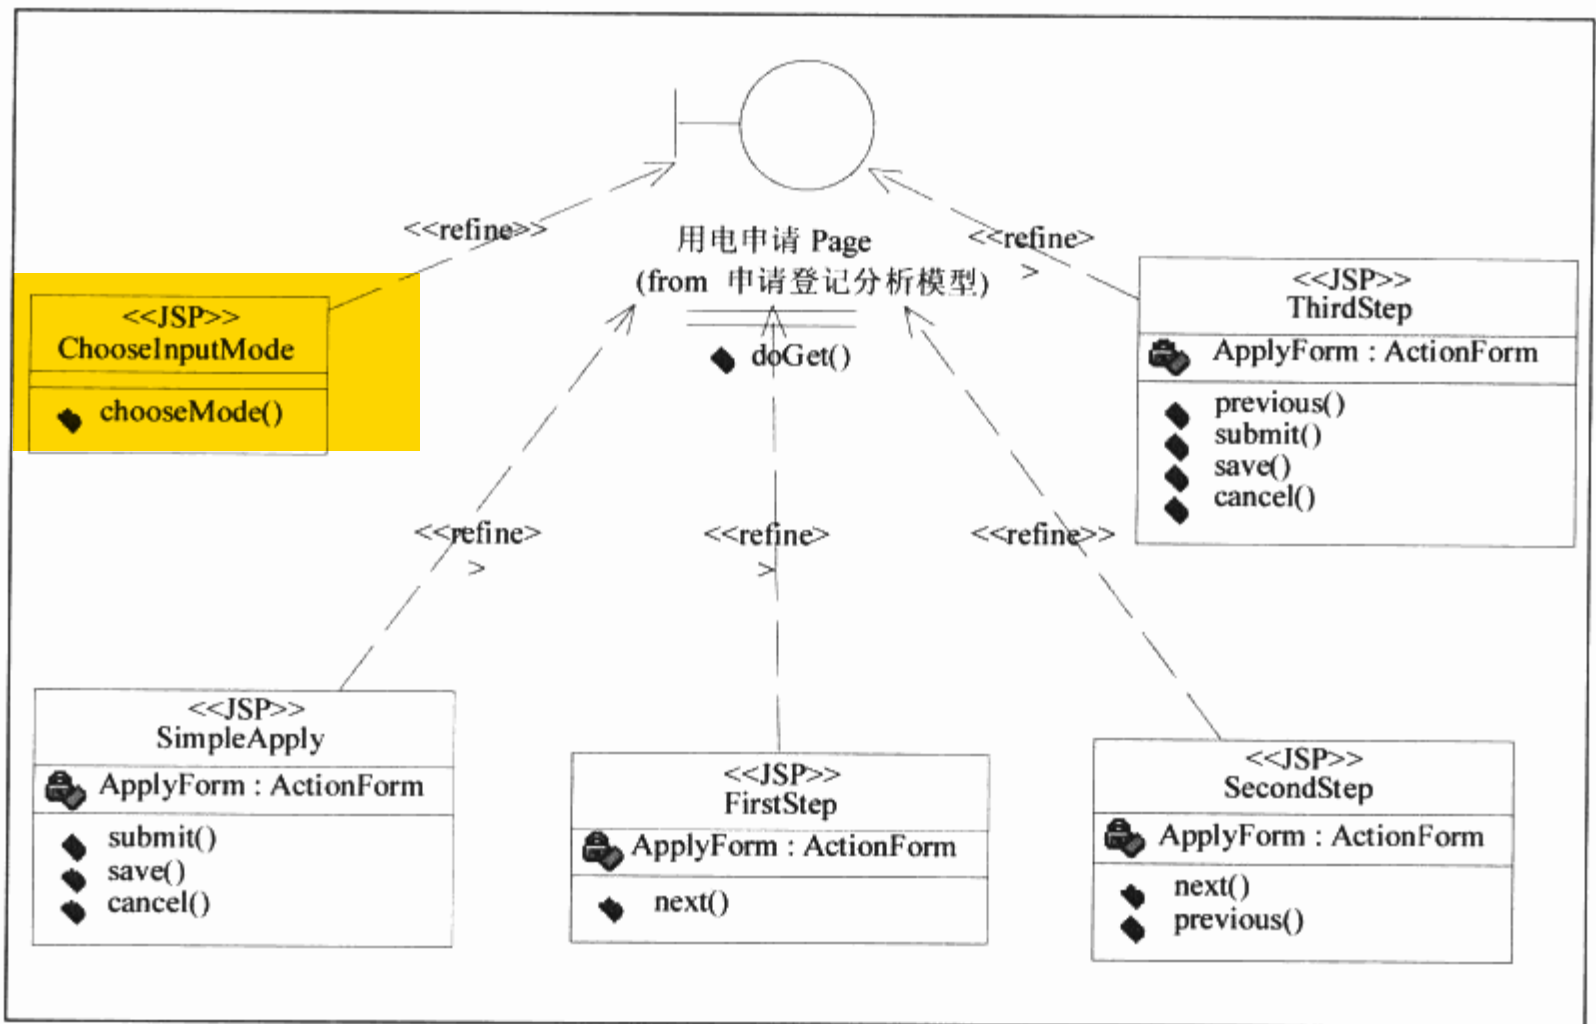 <<refine>>
用电申请 Page
(from 申请登记分析模型)
doGet()
<<refine>
>
<<JSP>>
ChooseInputMode
chooseMode()
<<JSP>>
ThirdStep
ApplyForm : ActionForm
previous()
submit()
save()
cancel()
<<refine>
>
<<refine>
>
<<refine>>
<<JSP>>
SimpleApply
ApplyForm : ActionForm
submit()
save()
cancel()
<<JSP>>
FirstStep
ApplyForm : ActionForm
next()
<<JSP>>
SecondStep
ApplyForm : ActionForm
next()
previous()